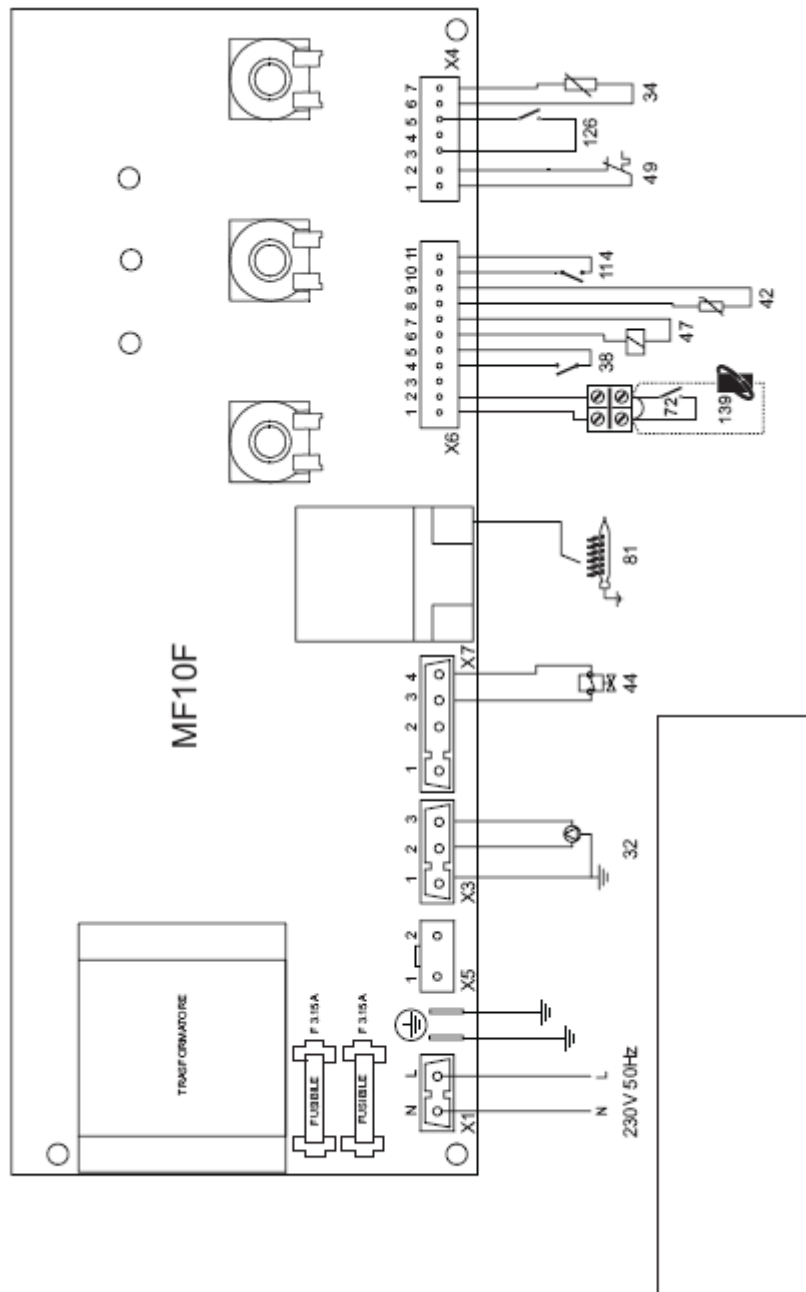 TRASFORMATORE
MF10F
FUSIBILE F 3.15A
FUSIBILE F 3.15A
N L
1 2
1 2 3
1 2 3 4
1 2 3 4 5 6 7 8 9 10 11
1 2 3 4 5 6 7
X1
X5
X3
X7
X6
X4
N L
230V 50Hz
32
44
81
72
139
38
47
42
114
49
126
34